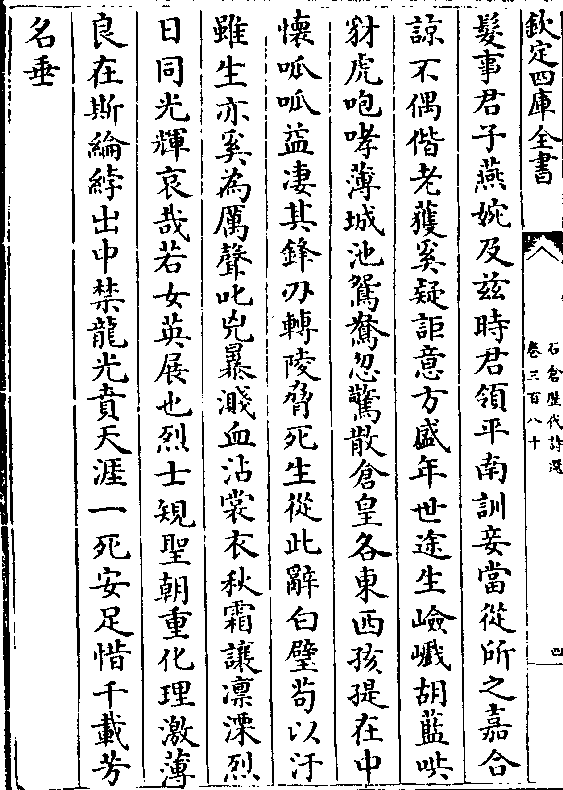 欽定四庫全書
石倉歷代詩選
卷三百八十
四
髮事君子燕婉及兹時君領平南訓妾當從所之嘉合
諒不偶偕老蒦奚疑詎意方盛年世途生嶮巇胡藍哄
豺虎咆哮薄城池鴛鴦忽驚散倉皇各東西孩提在中
懷呱呱益凄其鋒刃轉陵脅死生從此辭白璧苟以汙
雖生亦奚為厲聲叱兇暴濺血沾裳衣秋霜讓凛溧烈
日同光輝哀哉若女英展也烈士䂓聖朝重化理激薄
良在斯綸綍出中禁龍光賁天涯一死安足惜千載芳
名垂